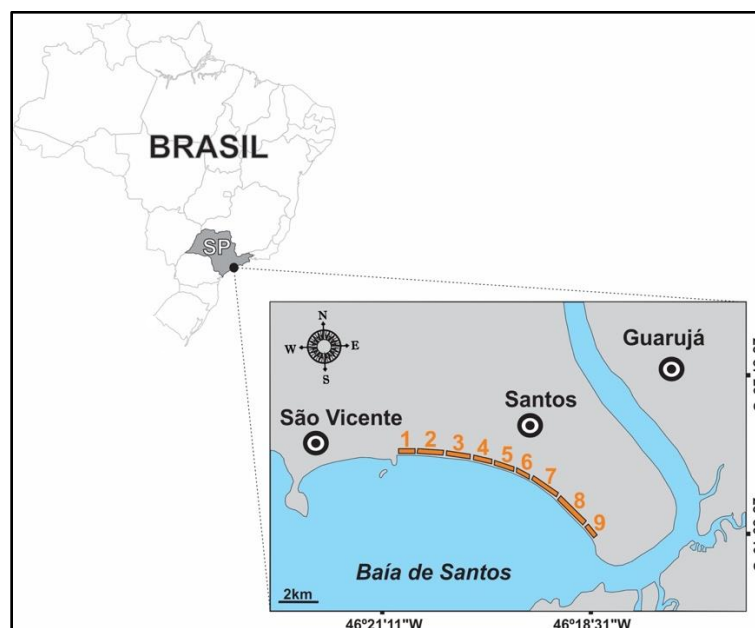 BRASIL
SP
N
W
E
S
Guarujá
Santos
São Vicente
1 2 3 4 5 6 7 8 9
Baía de Santos
2km
46°21'11"W
46°18'31"W